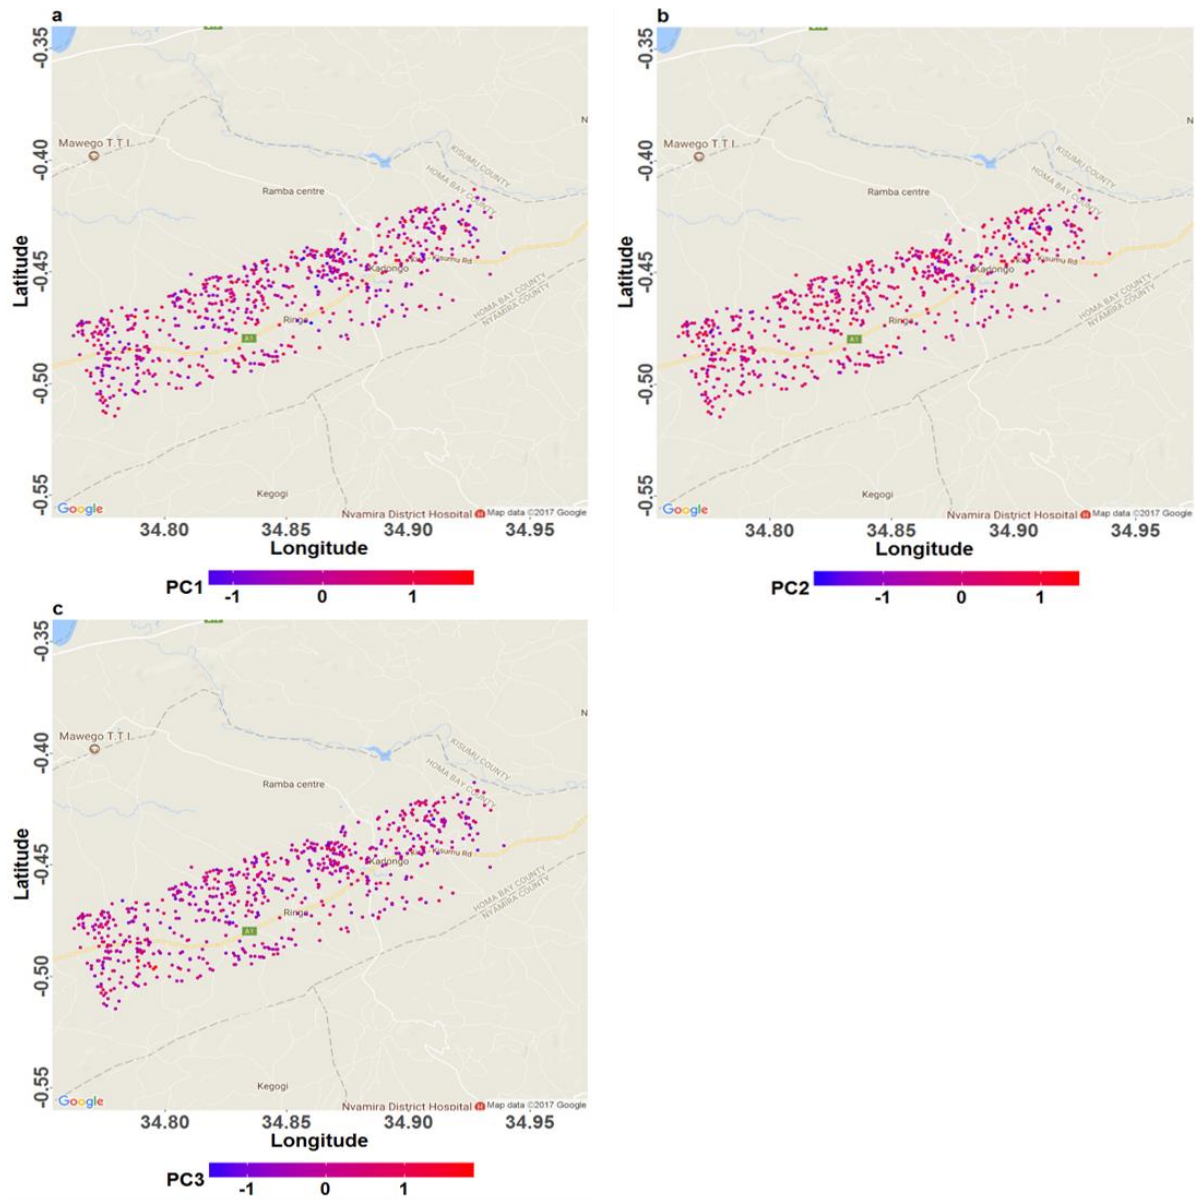 a
-0.35
-0.40
-0.45
-0.50
-0.55
Latitude
Mawego T.T.I.
N
KISUMU COUNTY
HOMA BAY COUNTY
Ramba centre
Kadongo
Kisumu Rd
Ringa
A1
HOMA BAY COUNTY
NYAMIRA COUNTY
Kegogi
Nyamira District Hospital H
Google
Map data ©2017 Google
34.80 34.85 34.90 34.95
Longitude
PC1
-1 0 1
b
-0.35
-0.40
-0.45
-0.50
-0.55
Latitude
Mawego T.T.I.
N
KISUMU COUNTY
HOMA BAY COUNTY
Ramba centre
Kadongo
Kisumu Rd
Ringa
A1
HOMA BAY COUNTY
NYAMIRA COUNTY
Kegogi
Nyamira District Hospital H
Google
Map data ©2017 Google
34.80 34.85 34.90 34.95
Longitude
PC2
-1 0 1
c
-0.35
-0.40
-0.45
-0.50
-0.55
Latitude
Mawego T.T.I.
N
KISUMU COUNTY
HOMA BAY COUNTY
Ramba centre
Kadongo
Kisumu Rd
Ringa
A1
HOMA BAY COUNTY
NYAMIRA COUNTY
Kegogi
Nyamira District Hospital H
Google
Map data ©2017 Google
34.80 34.85 34.90 34.95
Longitude
PC3
-1 0 1